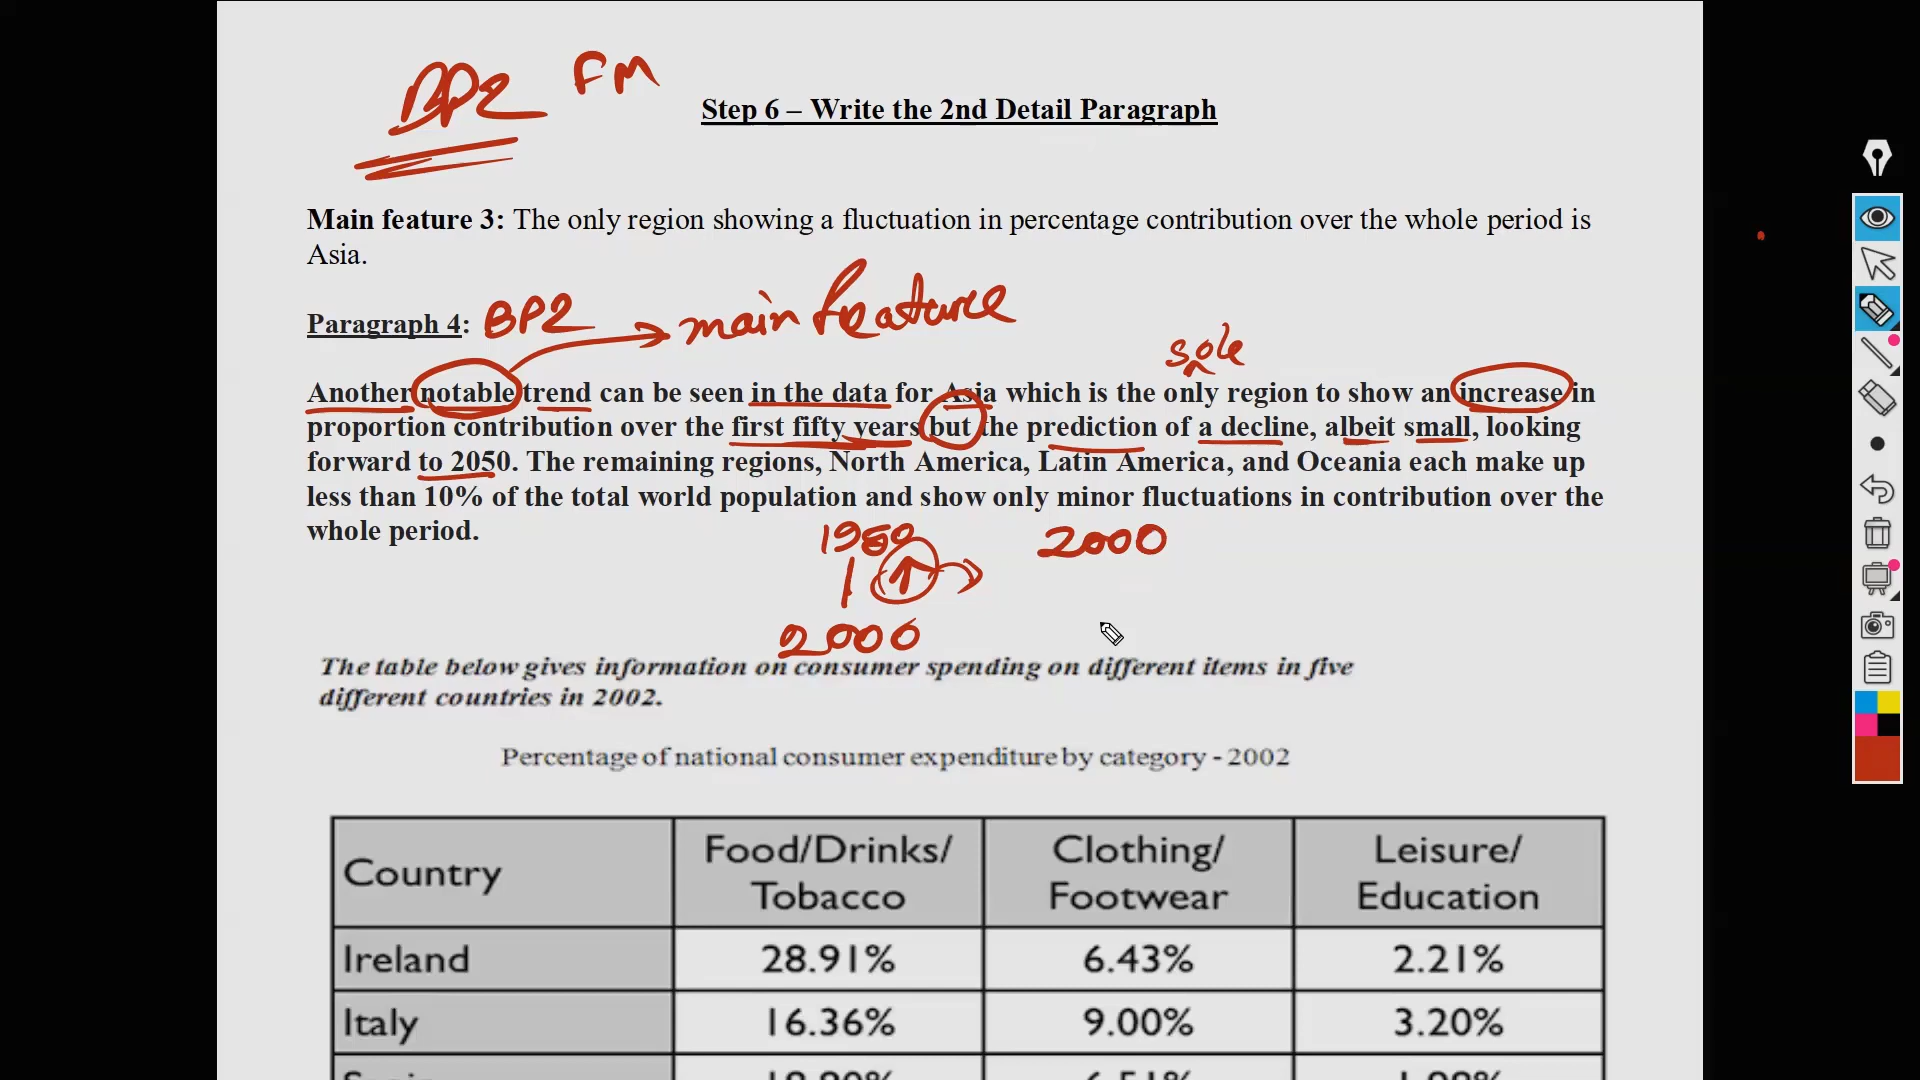 BP2 FM
Step 6 – Write the 2nd Detail Paragraph
Main feature 3: The only region showing a fluctuation in percentage contribution over the whole period is
Asia.
Paragraph 4: BP2 main feature
sole
Another notable trend can be seen in the data for Asia which is the only region to show an increase in
proportion contribution over the first fifty years but the prediction of a decline, albeit small, looking
forward to 2050. The remaining regions, North America, Latin America, and Oceania each make up
less than 10% of the total world population and show only minor fluctuations in contribution over the
whole period.
1950 2000
2000
The table below gives information on consumer spending on different items in five
different countries in 2002.
Percentage of national consumer expenditure by category - 2002
Country Food/Drinks/ Clothing/ Leisure/
Tobacco Footwear Education
Ireland 28.91% 6.43% 2.21%
Italy 16.36% 9.00% 3.20%